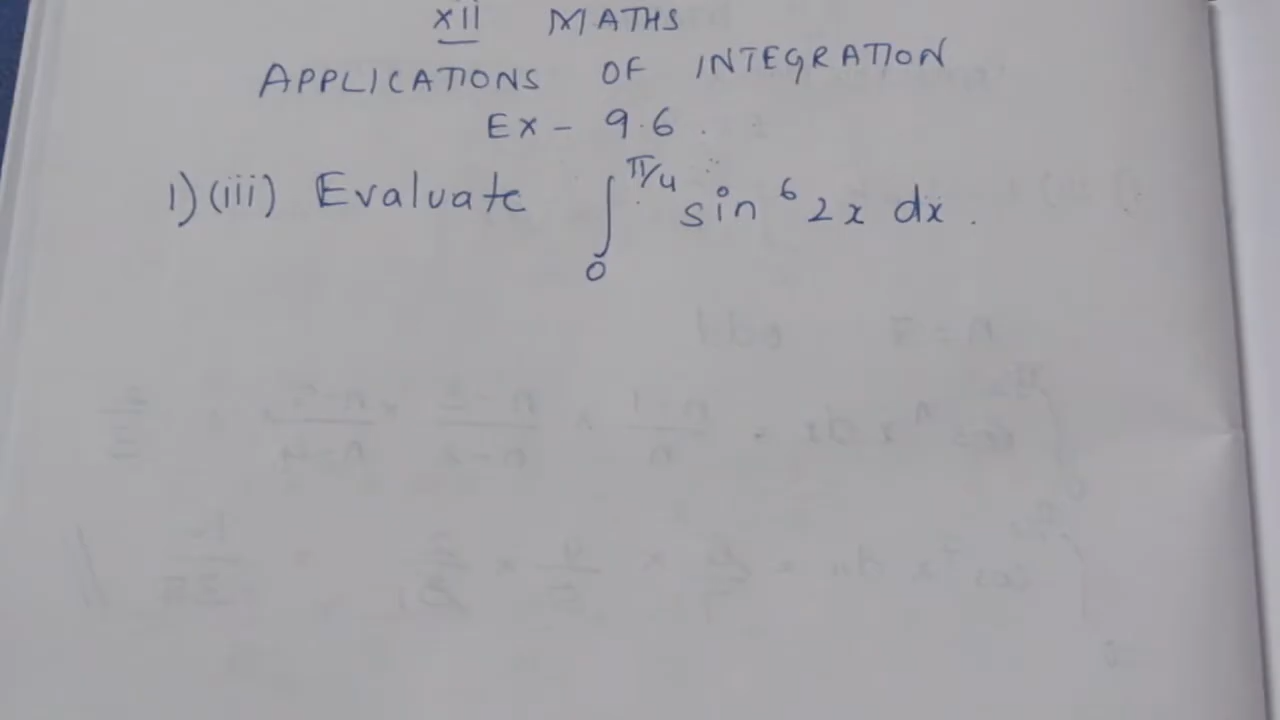 XII MATHS
APPLICATIONS OF INTEGRATION
EX - 9.6.
1)(iii) Evaluate ∫₀^π/4 sin⁶ 2x dx.